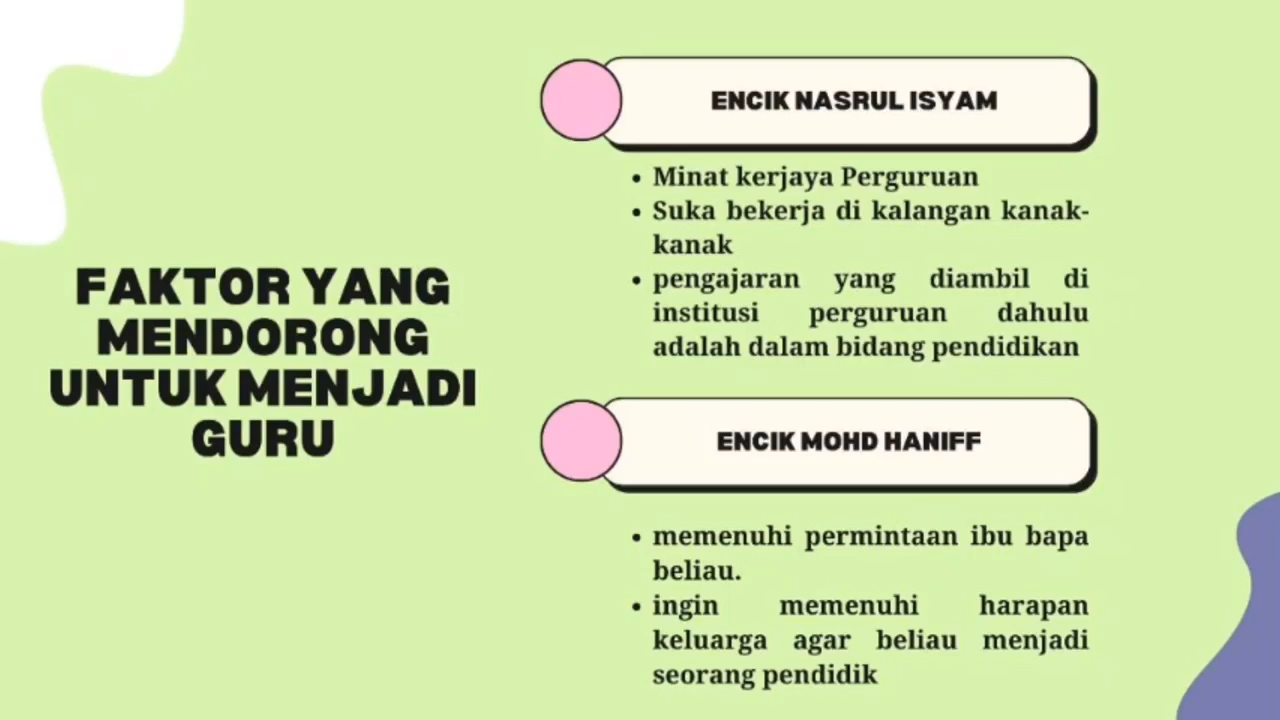 FAKTOR YANG
MENDORONG
UNTUK MENJADI
GURU
ENCIK NASRUL ISYAM
• Minat kerjaya Perguruan
• Suka bekerja di kalangan kanak-
kanak
• pengajaran yang diambil di
institusi perguruan dahulu
adalah dalam bidang pendidikan
ENCIK MOHD HANIFF
• memenuhi permintaan ibu bapa
beliau.
• ingin memenuhi harapan
keluarga agar beliau menjadi
seorang pendidik